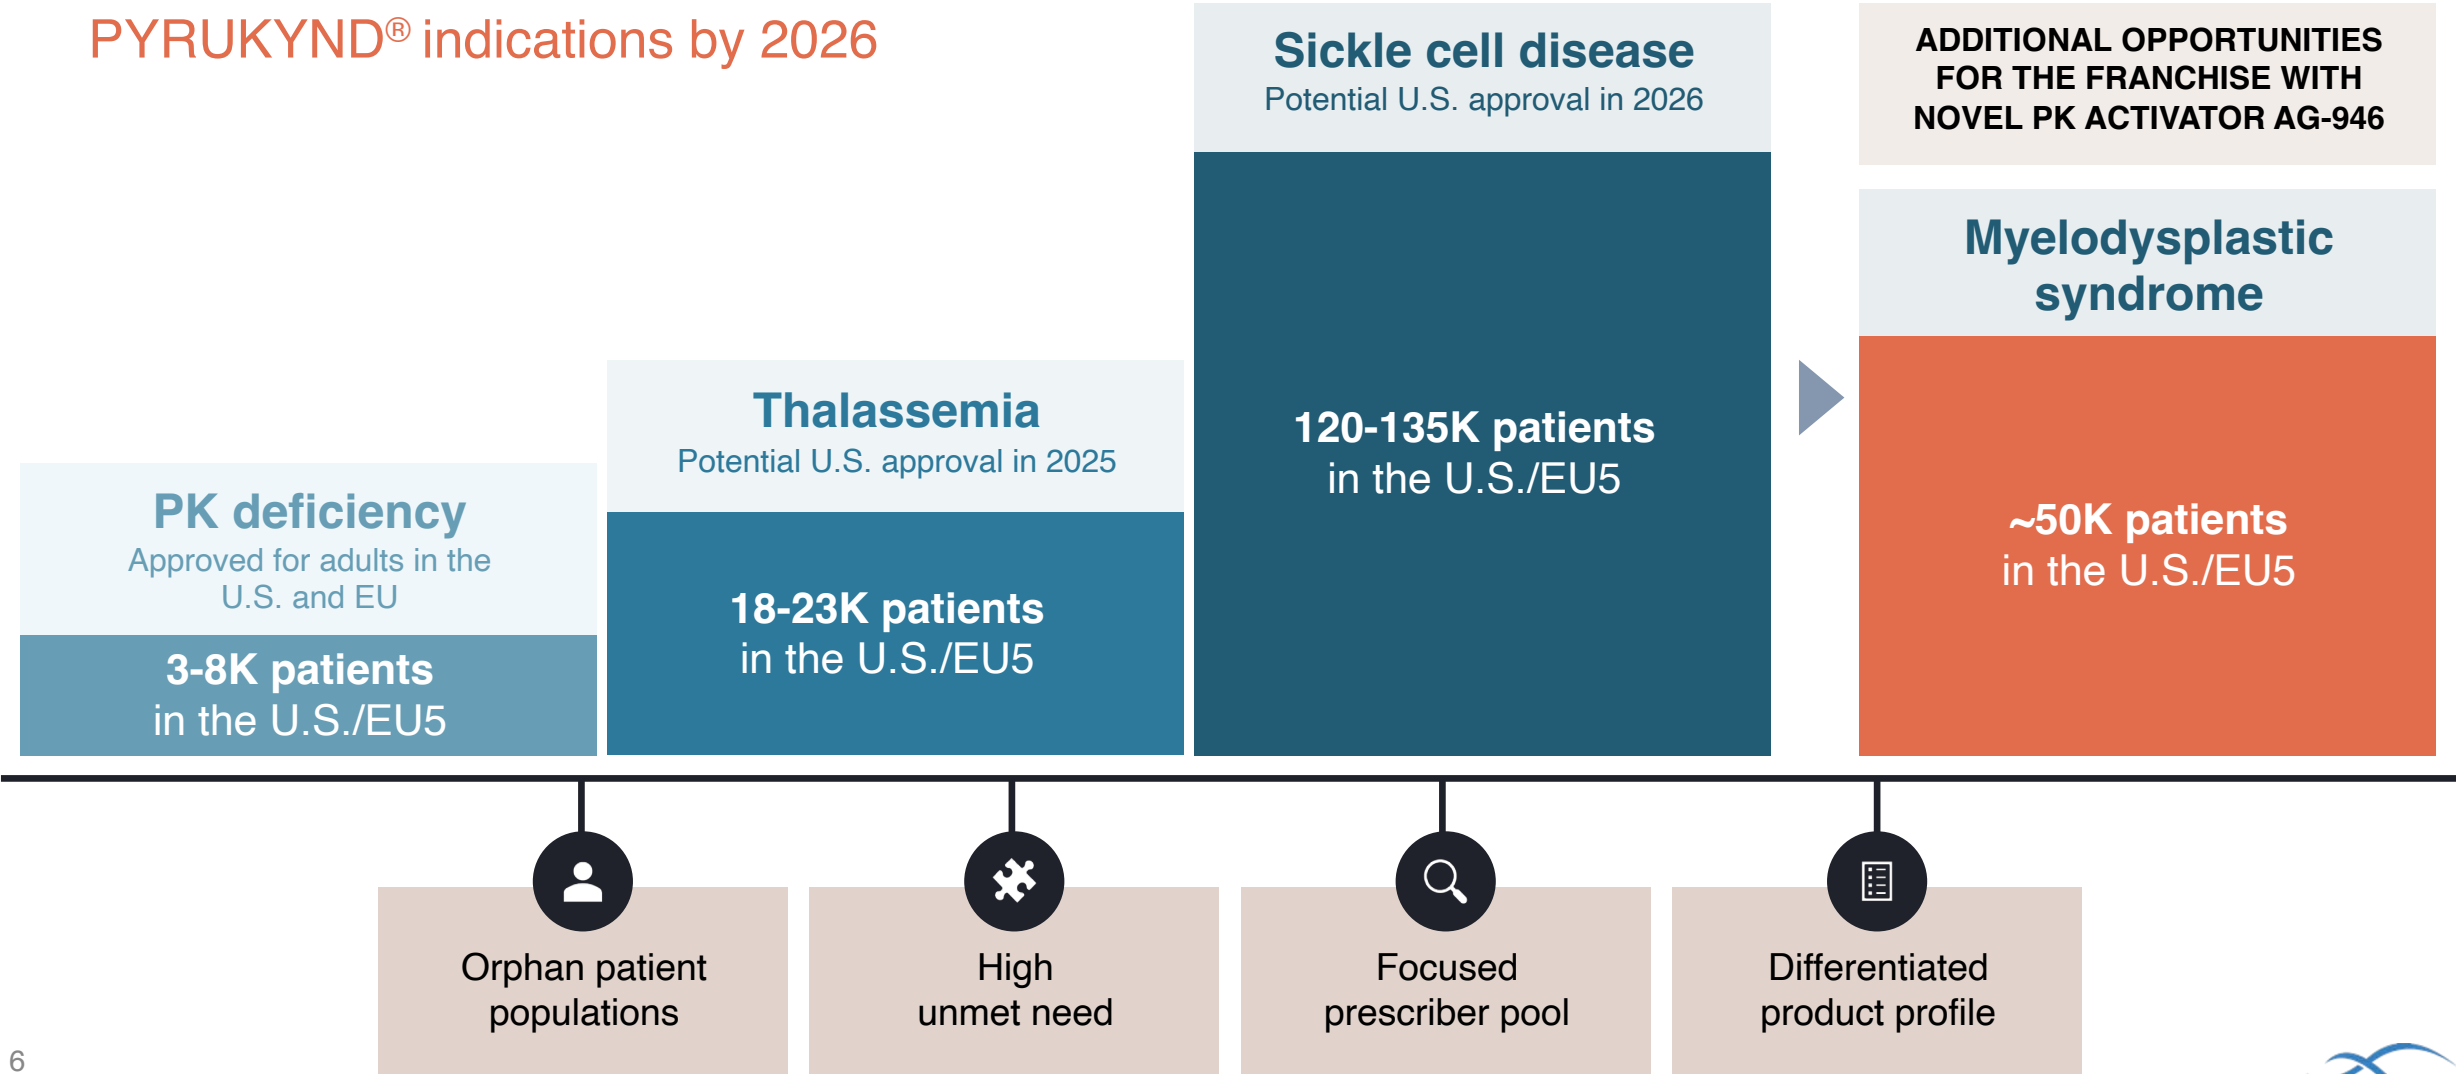 PYRUKYND® indications by 2026
PK deficiency
Approved for adults in the
U.S. and EU
3-8K patients
in the U.S./EU5
Thalassemia
Potential U.S. approval in 2025
18-23K patients
in the U.S./EU5
Sickle cell disease
Potential U.S. approval in 2026
120-135K patients
in the U.S./EU5
ADDITIONAL OPPORTUNITIES
FOR THE FRANCHISE WITH
NOVEL PK ACTIVATOR AG-946
Myelodysplastic
syndrome
~50K patients
in the U.S./EU5
Orphan patient
populations
High
unmet need
Focused
prescriber pool
Differentiated
product profile
6